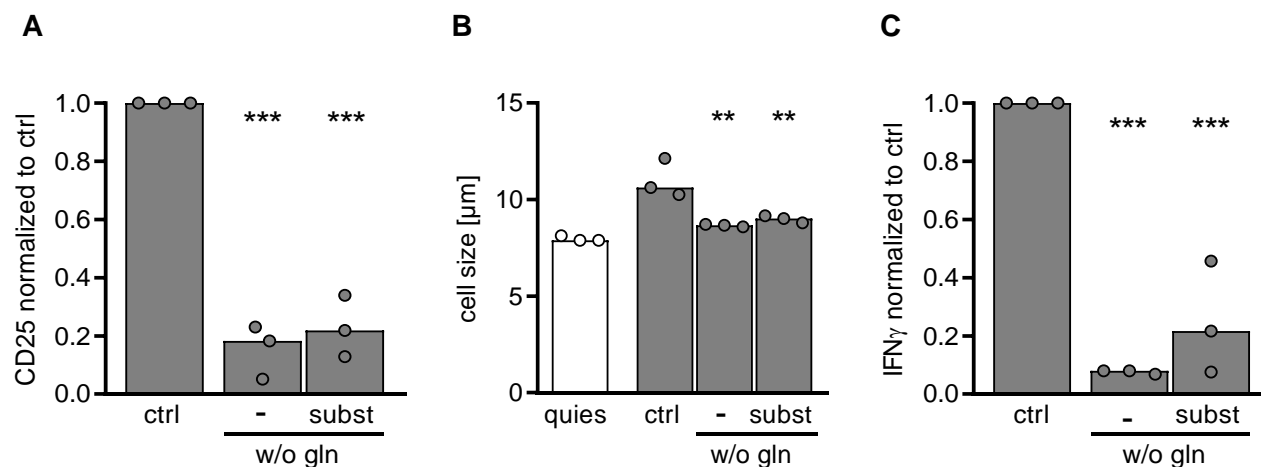 A
CD25 normalized to ctrl
1.0
0.8
0.6
0.4
0.2
0.0
*** ***
ctrl - subst
w/o gln
B
cell size [µm]
15
10
5
0
** **
quies ctrl - subst
w/o gln
C
IFNγ normalized to ctrl
1.0
0.8
0.6
0.4
0.2
0.0
*** ***
ctrl - subst
w/o gln